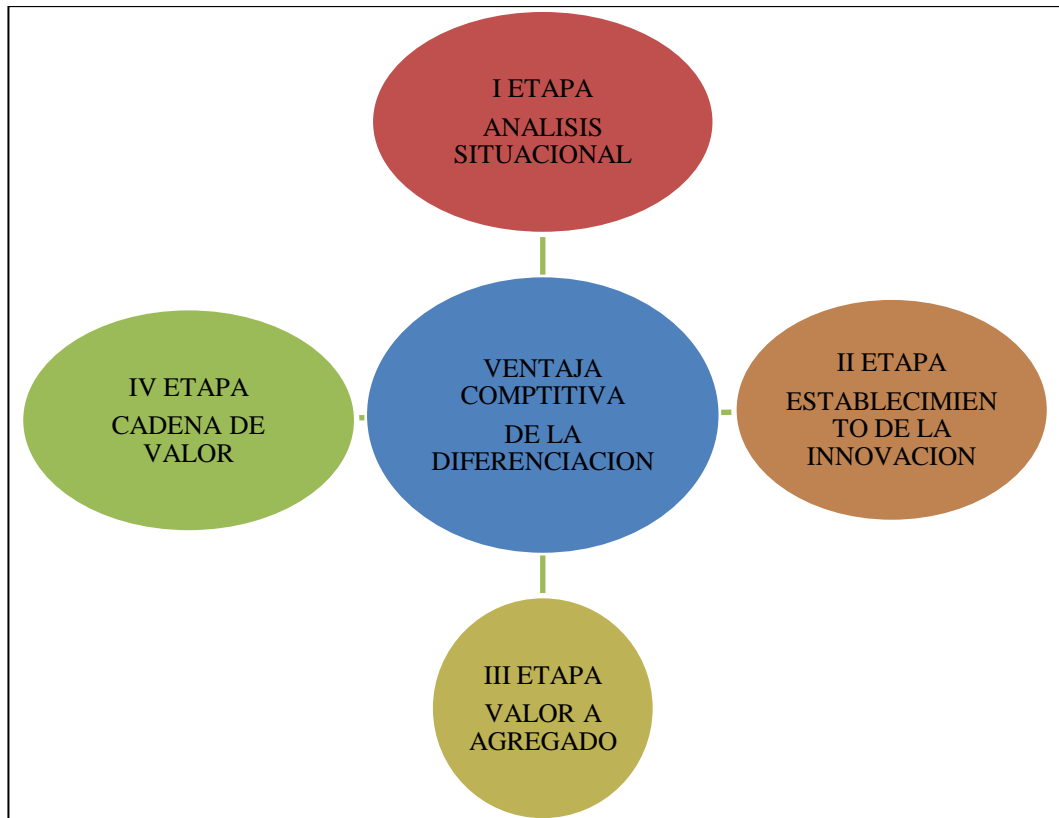 I ETAPA
ANALISIS
SITUACIONAL
IV ETAPA
CADENA DE
VALOR
VENTAJA
COMPTITIVA
DE LA
DIFERENCIACION
II ETAPA
ESTABLECIMIEN
TO DE LA
INNOVACION
III ETAPA
VALOR A
AGREGADO